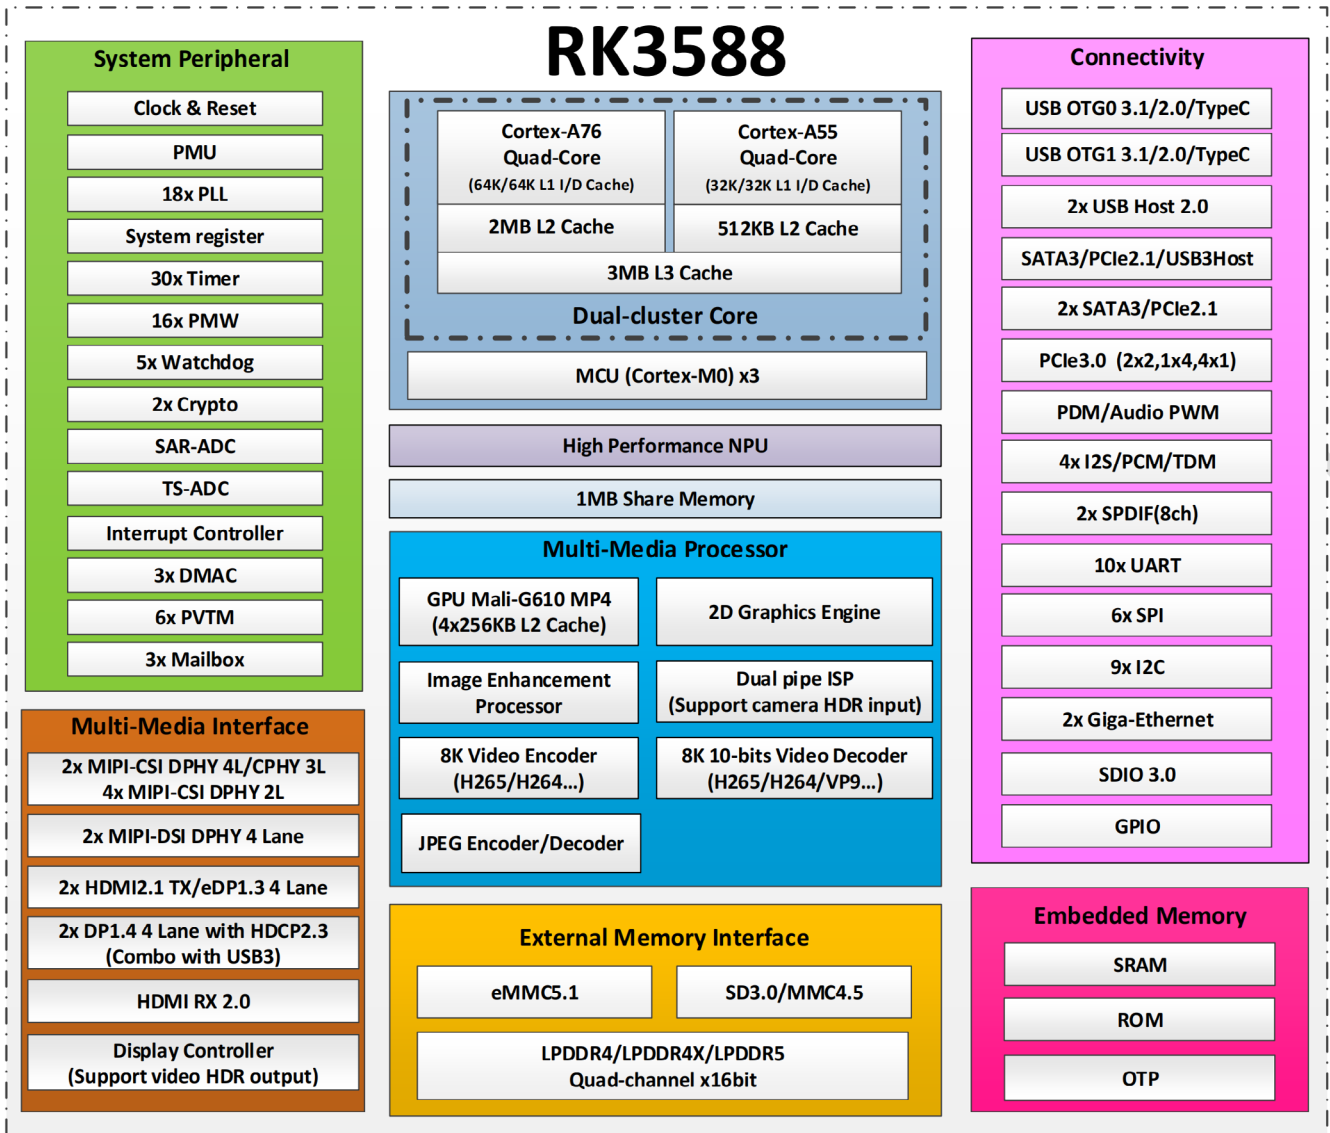 RK3588
System Peripheral
Clock & Reset
PMU
18x PLL
System register
30x Timer
16x PMW
5x Watchdog
2x Crypto
SAR-ADC
TS-ADC
Interrupt Controller
3x DMAC
6x PVTM
3x Mailbox
Multi-Media Interface
2x MIPI-CSI DPHY 4L/CPHY 3L
4x MIPI-CSI DPHY 2L
2x MIPI-DSI DPHY 4 Lane
2x HDMI2.1 TX/eDP1.3 4 Lane
2x DP1.4 4 Lane with HDCP2.3
(Combo with USB3)
HDMI RX 2.0
Display Controller
(Support video HDR output)
Cortex-A76
Quad-Core
(64K/64K L1 I/D Cache)
2MB L2 Cache
Cortex-A55
Quad-Core
(32K/32K L1 I/D Cache)
512KB L2 Cache
3MB L3 Cache
Dual-cluster Core
MCU (Cortex-M0) x3
High Performance NPU
1MB Share Memory
Multi-Media Processor
GPU Mali-G610 MP4
(4x256KB L2 Cache)
2D Graphics Engine
Image Enhancement
Processor
Dual pipe ISP
(Support camera HDR input)
8K Video Encoder
(H265/H264...)
8K 10-bits Video Decoder
(H265/H264/VP9...)
JPEG Encoder/Decoder
External Memory Interface
eMMC5.1
SD3.0/MMC4.5
LPDDR4/LPDDR4X/LPDDR5
Quad-channel x16bit
Connectivity
USB OTG0 3.1/2.0/TypeC
USB OTG1 3.1/2.0/TypeC
2x USB Host 2.0
SATA3/PCIe2.1/USB3Host
2x SATA3/PCIe2.1
PCIe3.0 (2x2,1x4,4x1)
PDM/Audio PWM
4x I2S/PCM/TDM
2x SPDIF(8ch)
10x UART
6x SPI
9x I2C
2x Giga-Ethernet
SDIO 3.0
GPIO
Embedded Memory
SRAM
ROM
OTP